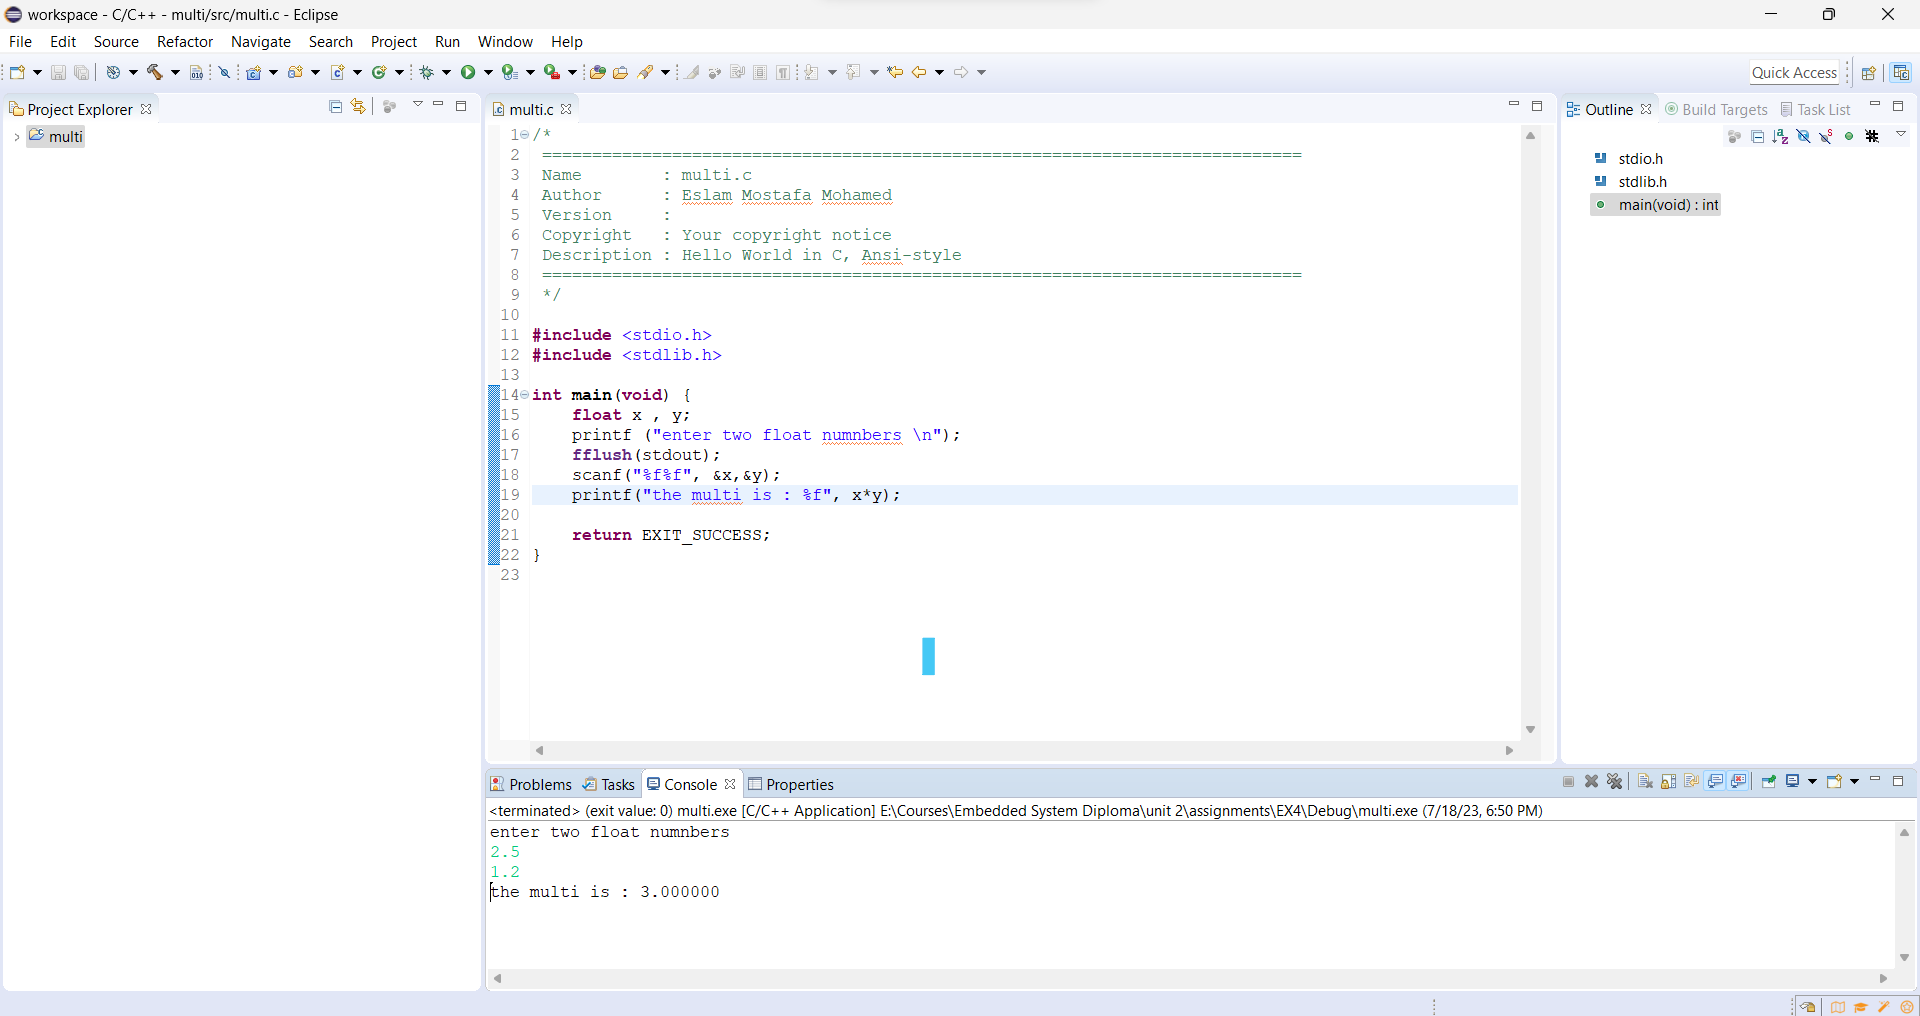 workspace - C/C++ - multi/src/multi.c - Eclipse
File Edit Source Refactor Navigate Search Project Run Window Help
Quick Access
Project Explorer
multi
multi.c
1 /*
2 ============================================================================
3 Name        : multi.c
4 Author      : Eslam Mostafa Mohamed
5 Version     :
6 Copyright   : Your copyright notice
7 Description : Hello World in C, Ansi-style
8 ============================================================================
9 */
10
11 #include <stdio.h>
12 #include <stdlib.h>
13
14 int main(void) {
15     float x , y;
16     printf ("enter two float numnbers \n");
17     fflush(stdout);
18     scanf("%f%f", &x,&y);
19     printf("the multi is : %f", x*y);
20
21     return EXIT_SUCCESS;
22 }
23
Outline Build Targets Task List
stdio.h
stdlib.h
main(void) : int
Problems Tasks Console Properties
<terminated> (exit value: 0) multi.exe [C/C++ Application] E:\Courses\Embedded System Diploma\unit 2\assignments\EX4\Debug\multi.exe (7/18/23, 6:50 PM)
enter two float numnbers
2.5
1.2
the multi is : 3.000000